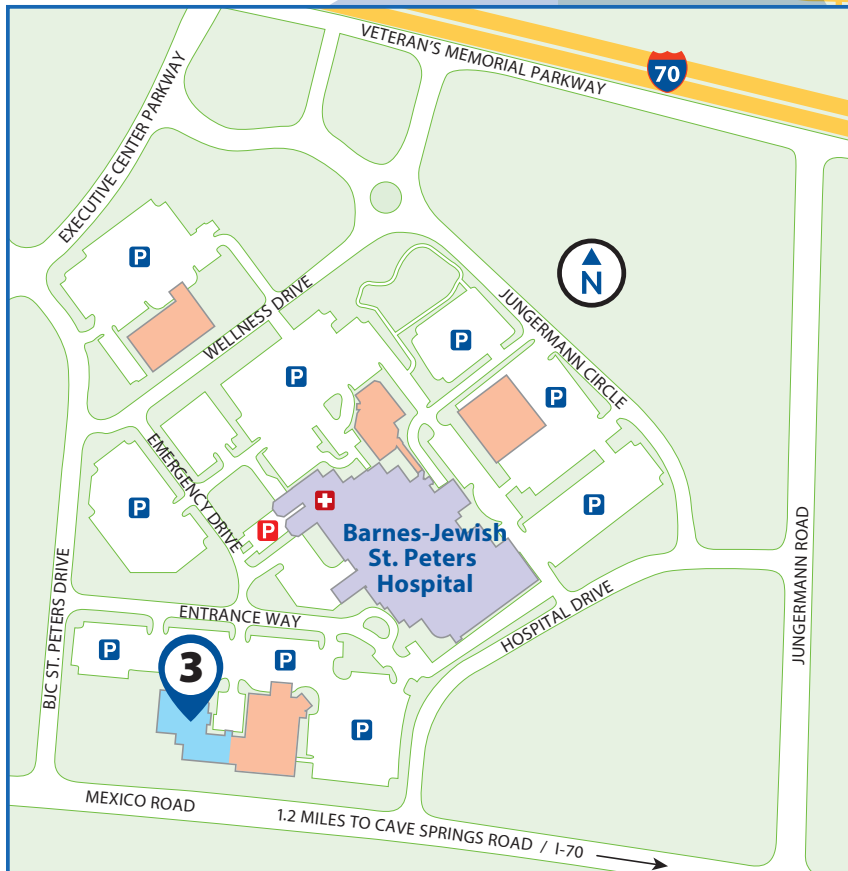 VETERAN'S MEMORIAL PARKWAY
70
EXECUTIVE CENTER PARKWAY
P
N
WELLNESS DRIVE
JUNGERMANN CIRCLE
P
P
P
EMERGENCY DRIVE
P
P
P
Barnes-Jewish
St. Peters
Hospital
JUNGERMANN ROAD
BJC ST. PETERS DRIVE
ENTRANCE WAY
HOSPITAL DRIVE
P
3
P
P
MEXICO ROAD
1.2 MILES TO CAVE SPRINGS ROAD / I-70